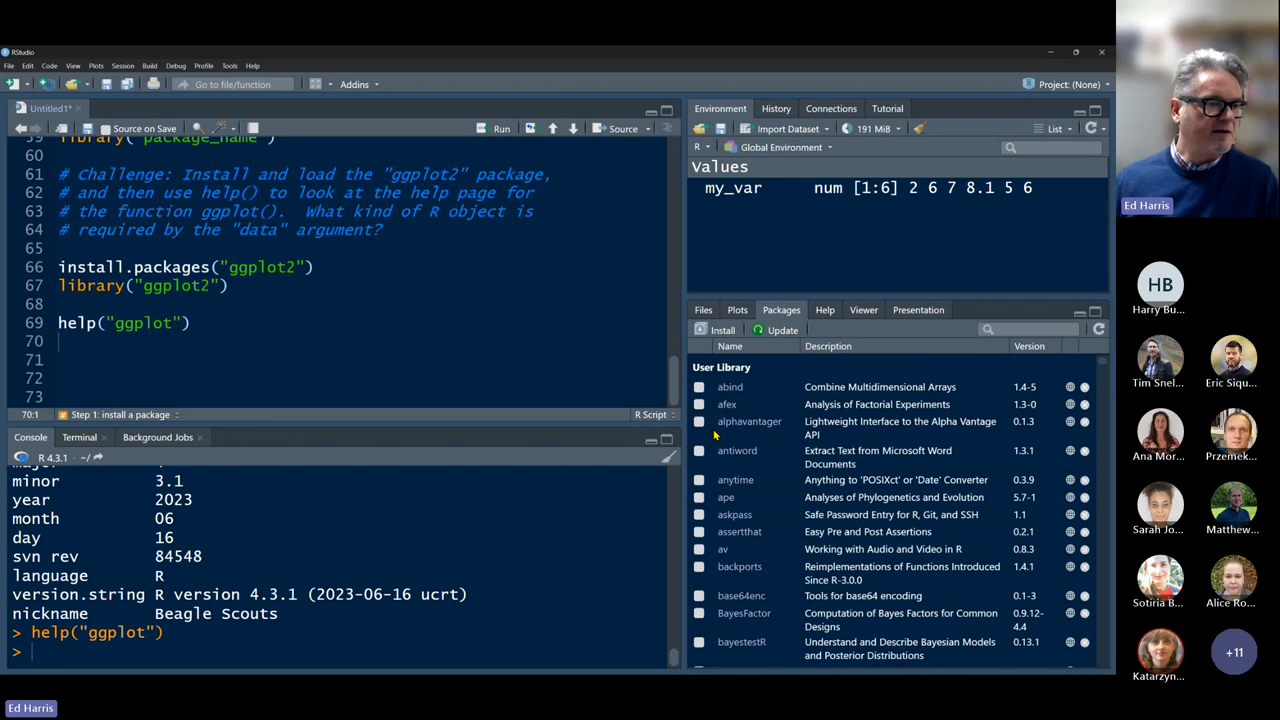 RStudio
File Edit Code View Plots Session Build Debug Profile Tools Help
Go to file/function
Addins
Project: (None)
Untitled1*
Source on Save
Run
Source
59
library("package_name")
60
61 # Challenge: Install and load the "ggplot2" package,
62 # and then use help() to look at the help page for
63 # the function ggplot(). What kind of R object is
64 # required by the "data" argument?
65
66 install.packages("ggplot2")
67 library("ggplot2")
68
69 help("ggplot")
70
71
72
73
70:1 Step 1: install a package
R Script
Console Terminal Background Jobs
R 4.3.1 · ~/
minor 3.1
year 2023
month 06
day 16
svn rev 84548
language R
version.string R version 4.3.1 (2023-06-16 ucrt)
nickname Beagle Scouts
> help("ggplot")
>
Environment History Connections Tutorial
Import Dataset
191 MiB
List
R
Global Environment
Values
my_var num [1:6] 2 6 7 8.1 5 6
Files Plots Packages Help Viewer Presentation
Install Update
Name Description Version
User Library
abind Combine Multidimensional Arrays 1.4-5
afex Analysis of Factorial Experiments 1.3-0
alphavantager Lightweight Interface to the Alpha Vantage 0.1.3
API
antiword Extract Text from Microsoft Word 1.3.1
Documents
anytime Anything to 'POSIXct' or 'Date' Converter 0.3.9
ape Analyses of Phylogenetics and Evolution 5.7-1
askpass Safe Password Entry for R, Git, and SSH 1.1
assertthat Easy Pre and Post Assertions 0.2.1
av Working with Audio and Video in R 0.8.3
backports Reimplementations of Functions Introduced 1.4.1
Since R-3.0.0
base64enc Tools for base64 encoding 0.1-3
BayesFactor Computation of Bayes Factors for Common 0.9.12-
Designs 4.4
bayestestR Understand and Describe Bayesian Models 0.13.1
and Posterior Distributions
Ed Harris
HB
Harry Bu...
Tim Snel...
Eric Siqu...
Ana Mor...
Przemek...
Sarah Jo...
Matthew...
Sotiria B...
Alice Ro...
Katarzyn...
+11
Ed Harris